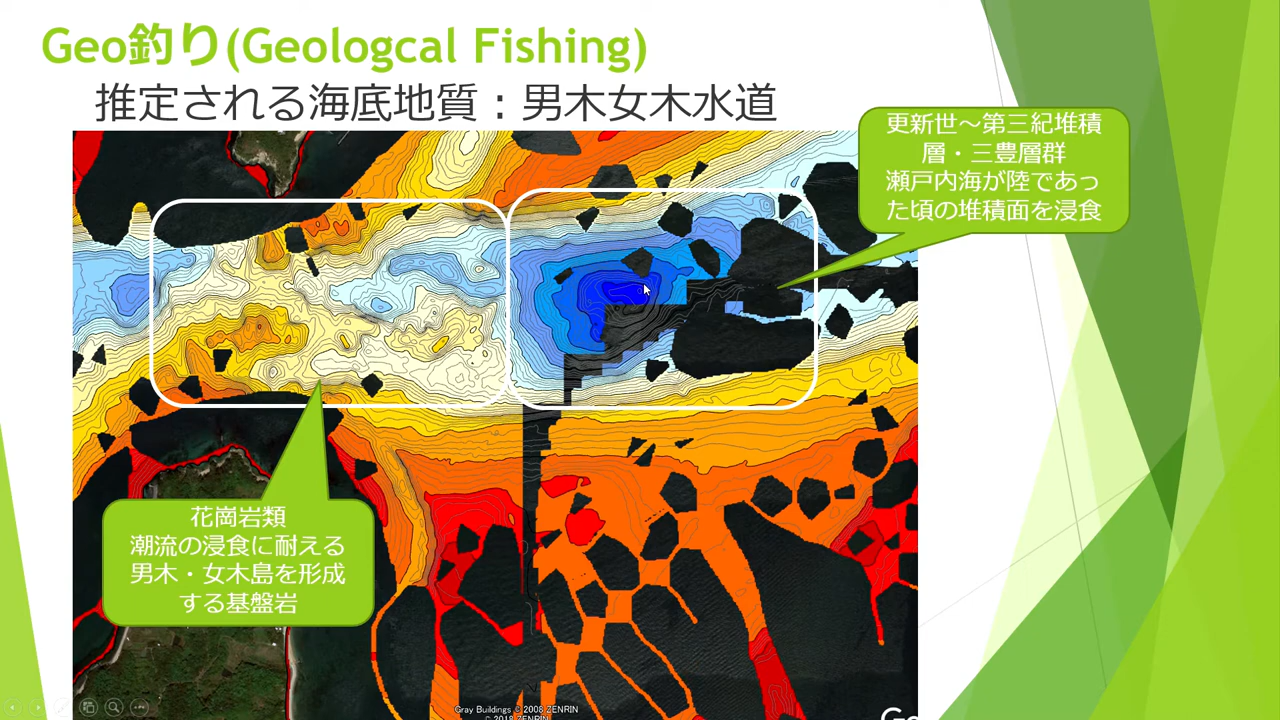 Geo釣り(Geologcal Fishing)
推定される海底地質：男木女木水道
更新世～第三紀堆積
層・三豊層群
瀬戸内海が陸であっ
た頃の堆積面を浸食
花崗岩類
潮流の浸食に耐える
男木・女木島を形成
する基盤岩
Gray Buildings © 2008 ZENRIN
© 2018 ZENRIN